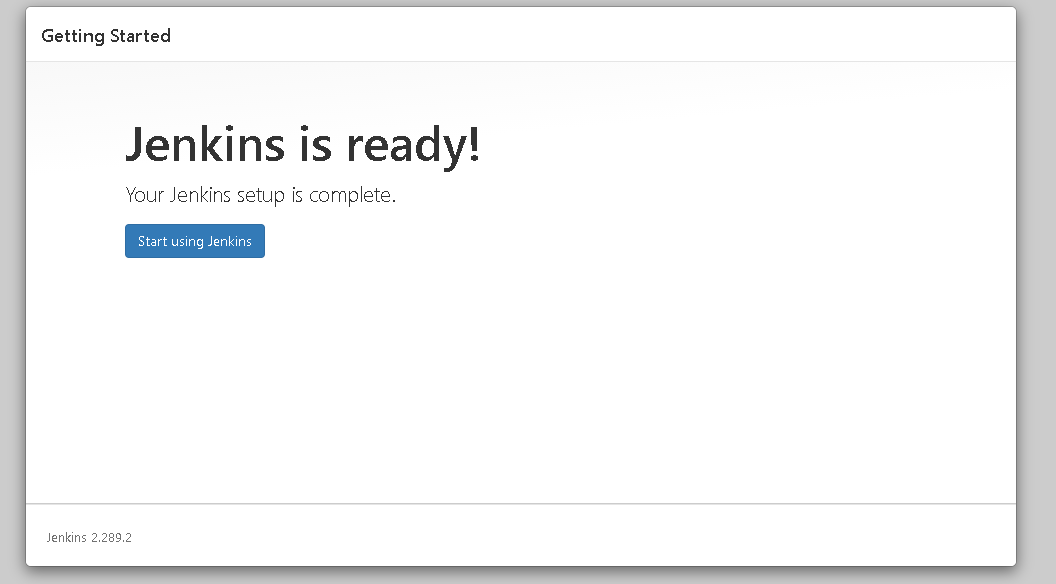 Getting Started
Jenkins is ready!
Your Jenkins setup is complete.
Start using Jenkins
Jenkins 2.289.2